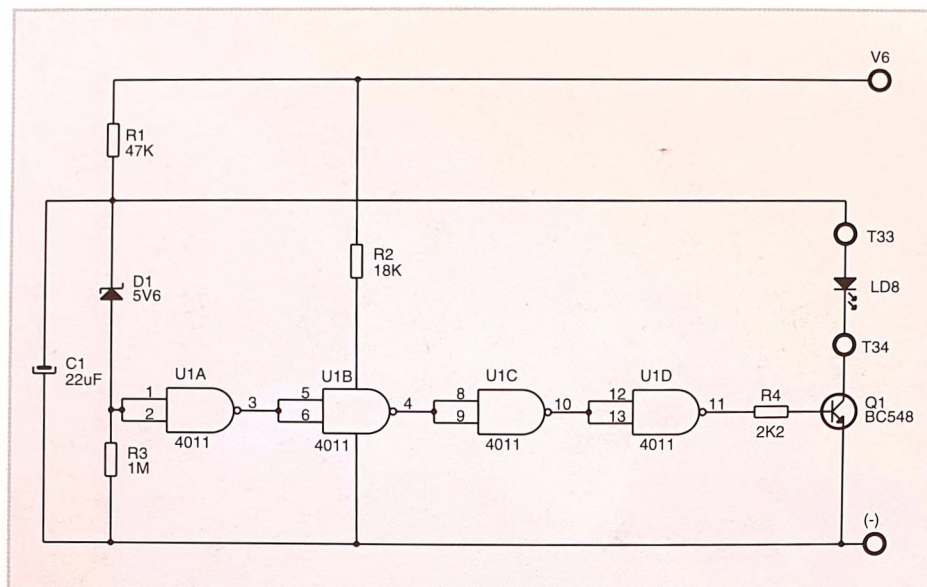 V6
R1
47K
T33
R2
18K
D1
5V6
LD8
C1
22uF
T34
U1A
U1B
U1C
U1D
R4
Q1
BC548
1
2
3
5
6
4
8
9
10
12
13
11
4011
4011
4011
4011
2K2
R3
1M
(-)